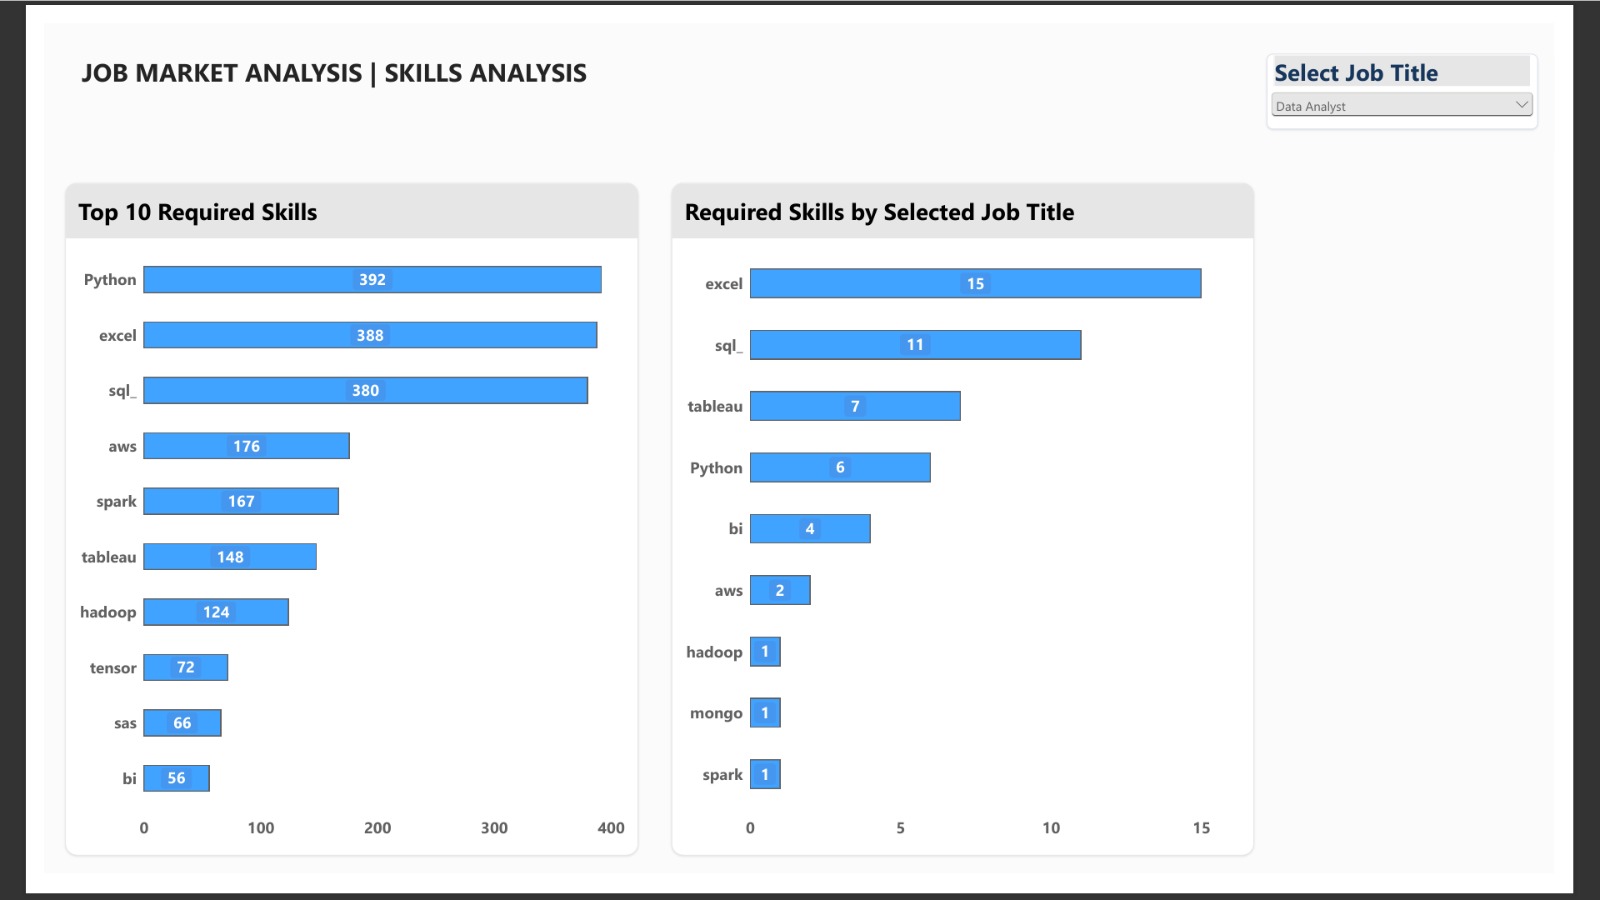 JOB MARKET ANALYSIS | SKILLS ANALYSIS
Select Job Title
Data Analyst
Top 10 Required Skills
Python 392
excel 388
sql_ 380
aws 176
spark 167
tableau 148
hadoop 124
tensor 72
sas 66
bi 56
0 100 200 300 400
Required Skills by Selected Job Title
excel 15
sql_ 11
tableau 7
Python 6
bi 4
aws 2
hadoop 1
mongo 1
spark 1
0 5 10 15